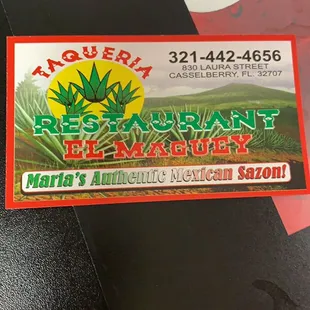 TAQUERIA
321-442-4656
830 LAURA STREET
CASSELBERRY, FL. 32707
RESTAURANT
EL MAGUEY
Maria's Authentic Mexican Sazon!